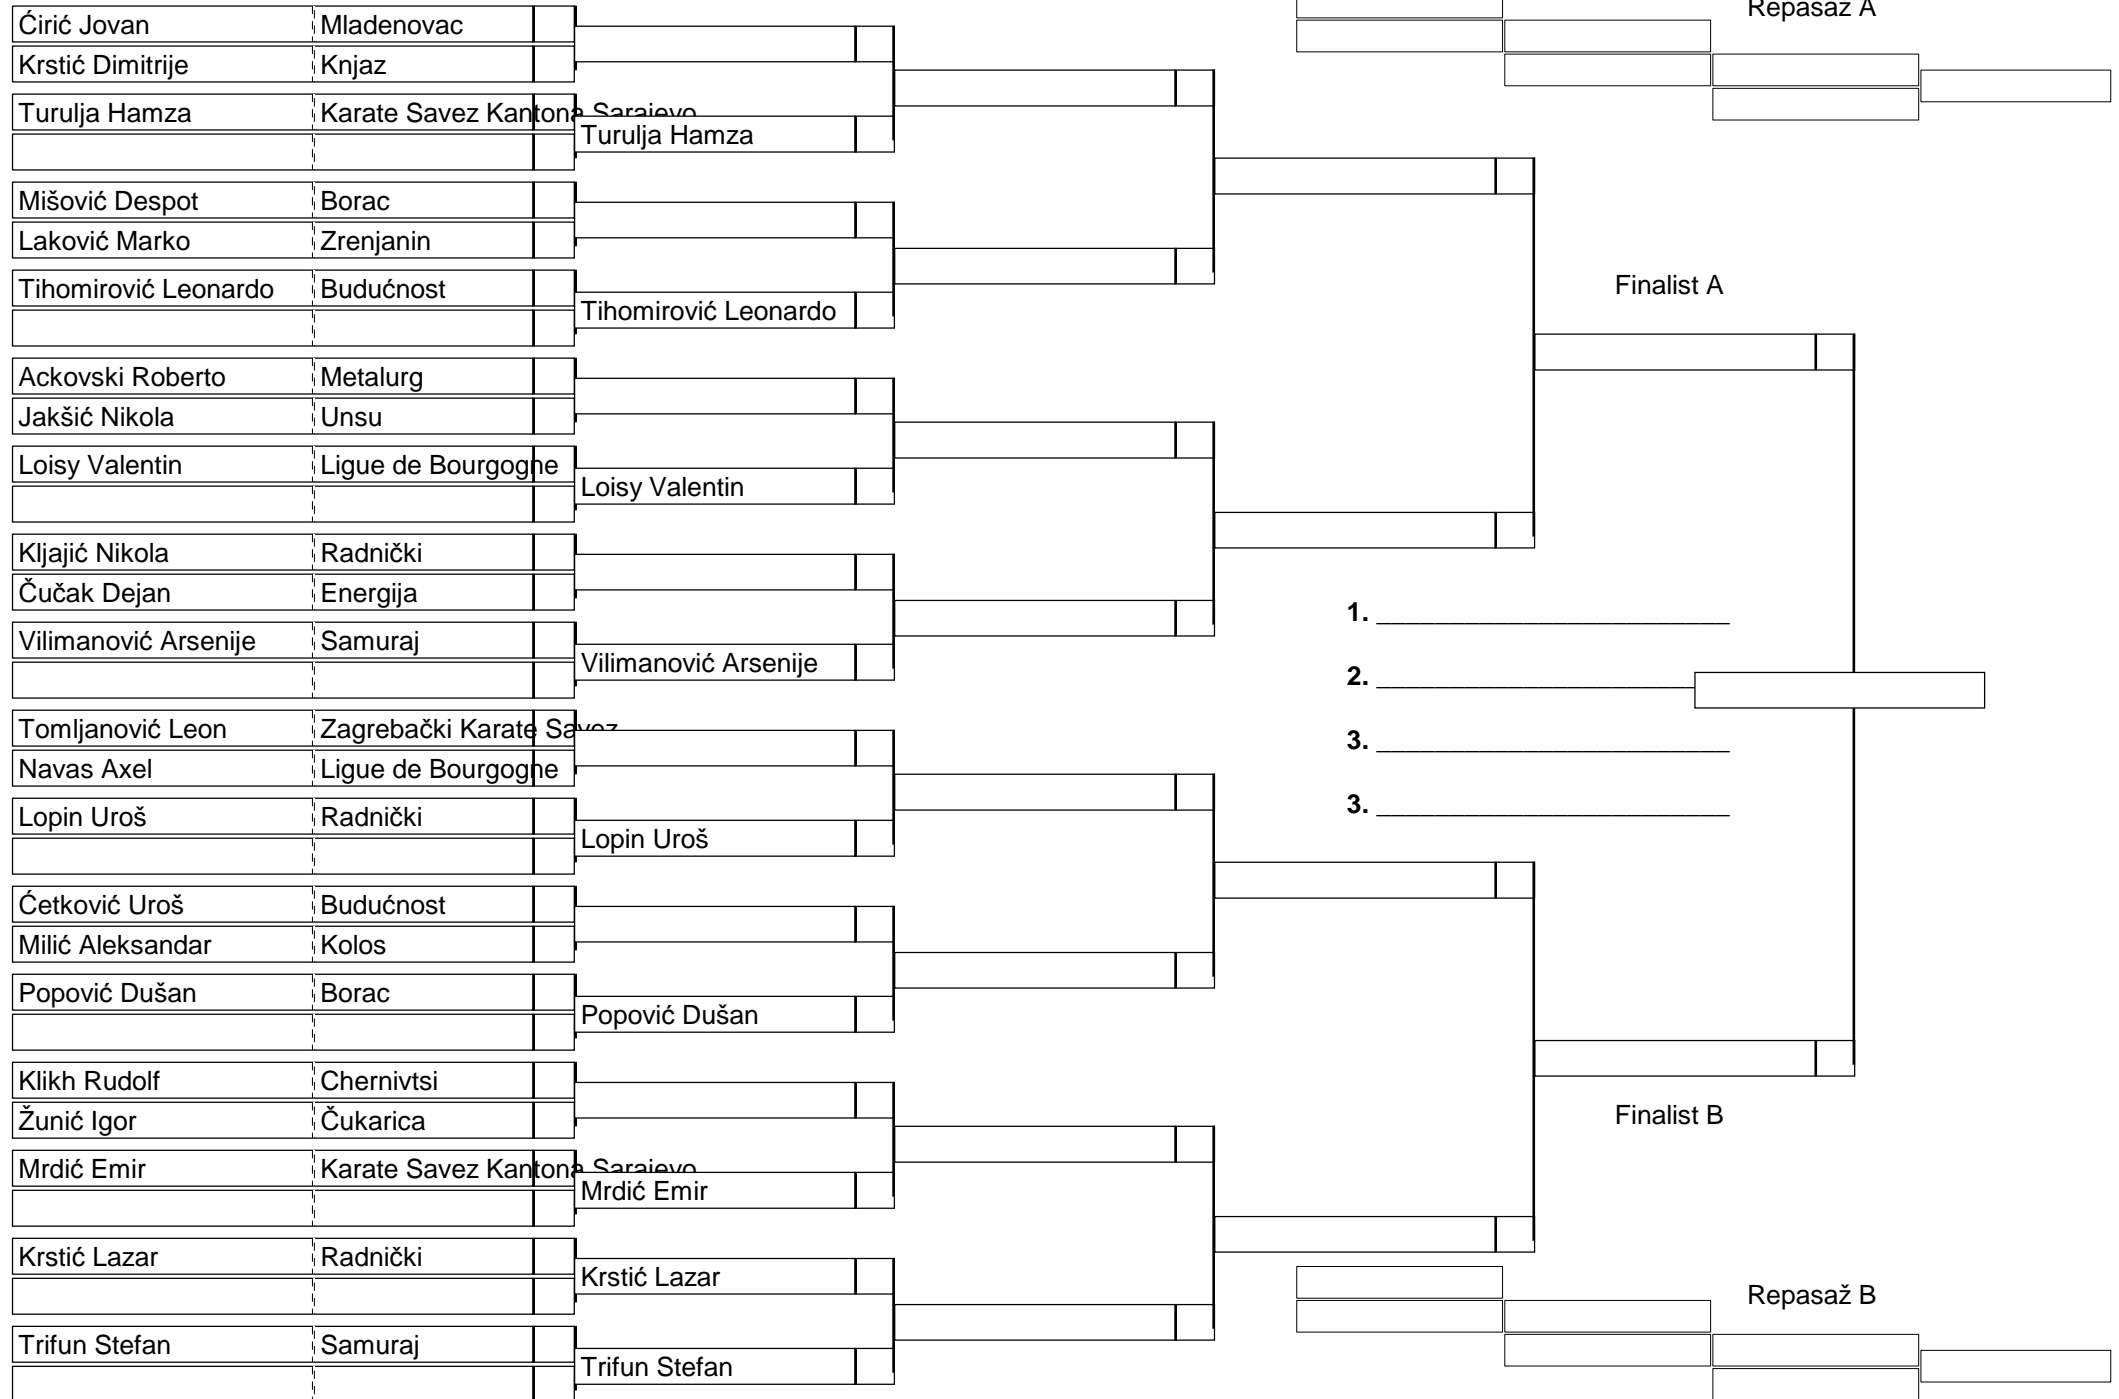 Repasaž A
Ćirić Jovan Mladenovac
Krstić Dimitrije Knjaz
Turulja Hamza Karate Savez Kantona Sarajevo
Turulja Hamza
Mišović Despot Borac
Laković Marko Zrenjanin
Tihomirović Leonardo Budućnost
Finalist A
Tihomirović Leonardo
Ackovski Roberto Metalurg
Jakšić Nikola Unsu
Loisy Valentin Ligue de Bourgogne
Loisy Valentin
Kljajić Nikola Radnički
Čučak Dejan Energija
1. ________________________
Vilimanović Arsenije Samuraj
Vilimanović Arsenije
2. ________________________
Tomljanović Leon Zagrebački Karate Savez
3. ________________________
Navas Axel Ligue de Bourgogne
3. ________________________
Lopin Uroš Radnički
Lopin Uroš
Ćetković Uroš Budućnost
Milić Aleksandar Kolos
Popović Dušan Borac
Popović Dušan
Klikh Rudolf Chernivtsi
Žunić Igor Čukarica
Finalist B
Mrdić Emir Karate Savez Kantona Sarajevo
Mrdić Emir
Krstić Lazar Radnički
Krstić Lazar
Repasaž B
Trifun Stefan Samuraj
Trifun Stefan